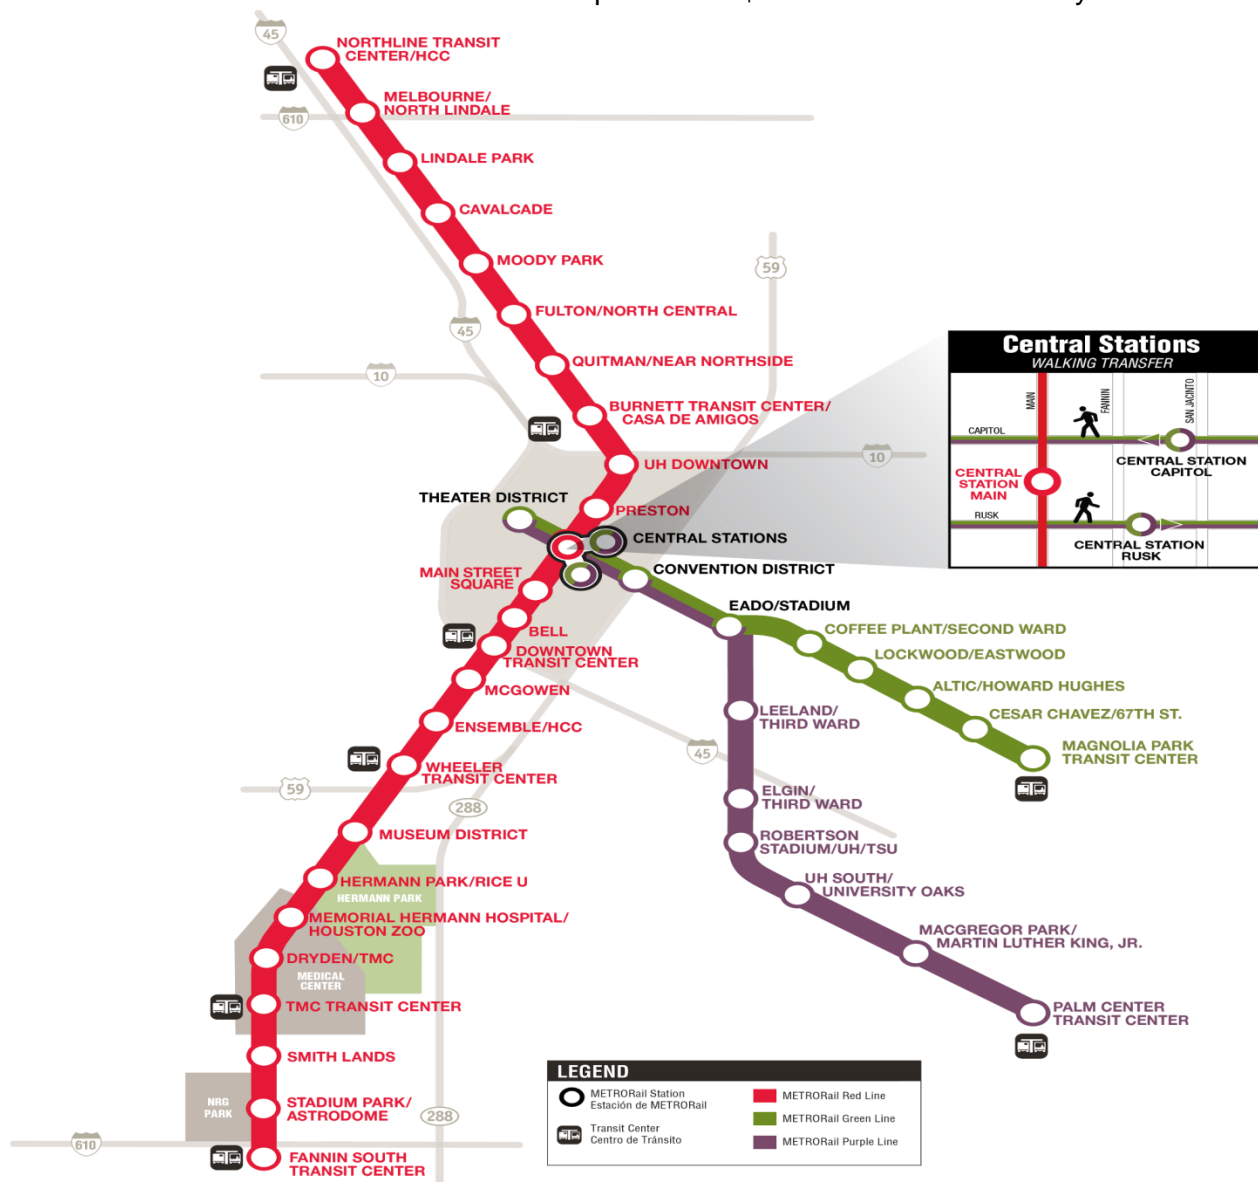 45
NORTHLINE TRANSIT
CENTER/HCC
MELBOURNE/
NORTH LINDALE
610
LINDALE PARK
CAVALCADE
MOODY PARK
59
FULTON/NORTH CENTRAL
45
QUITMAN/NEAR NORTHSIDE
10
BURNETT TRANSIT CENTER/
CASA DE AMIGOS
10
UH DOWNTOWN
THEATER DISTRICT
PRESTON
CENTRAL STATIONS
CONVENTION DISTRICT
MAIN STREET
SQUARE
EADO/STADIUM
BELL
COFFEE PLANT/SECOND WARD
DOWNTOWN
TRANSIT CENTER
LOCKWOOD/EASTWOOD
MCGOWEN
ALTIC/HOWARD HUGHES
LEELAND/
THIRD WARD
CESAR CHAVEZ/67TH ST.
ENSEMBLE/HCC
45
MAGNOLIA PARK
TRANSIT CENTER
WHEELER
TRANSIT CENTER
59
288
ELGIN/
THIRD WARD
MUSEUM DISTRICT
ROBERTSON
STADIUM/UH/TSU
HERMANN PARK/RICE U
HERMANN PARK
UH SOUTH/
UNIVERSITY OAKS
MEMORIAL HERMANN HOSPITAL/
HOUSTON ZOO
MACGREGOR PARK/
MARTIN LUTHER KING, JR.
DRYDEN/TMC
MEDICAL
CENTER
TMC TRANSIT CENTER
PALM CENTER
TRANSIT CENTER
SMITH LANDS
NRG
PARK
STADIUM PARK/
ASTRODOME
288
610
FANNIN SOUTH
TRANSIT CENTER
Central Stations
WALKING TRANSFER
MAIN
FANNIN
SAN JACINTO
CAPITOL
CENTRAL STATION
CAPITOL
CENTRAL
STATION
MAIN
RUSK
CENTRAL STATION
RUSK
LEGEND
METRORail Station
Estación de METRORail
Transit Center
Centro de Tránsito
METRORail Red Line
METRORail Green Line
METRORail Purple Line